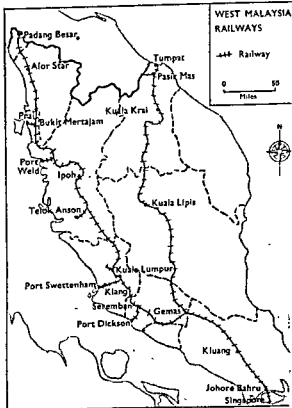 WEST MALAYSIA
RAILWAYS
Railway
0 50
Miles
N
Padang Besar
Alor Star
Tumpat
Pasir Mas
Kuala Krai
Prai
Bukit Mertajam
Port
Weld
Ipoh
Kuala Lipis
Telok Anson
Kuala Lumpur
Port Swettenham
Klang
Seremban
Gemas
Port Dickson
Kluang
Johore Bahru
Singapore